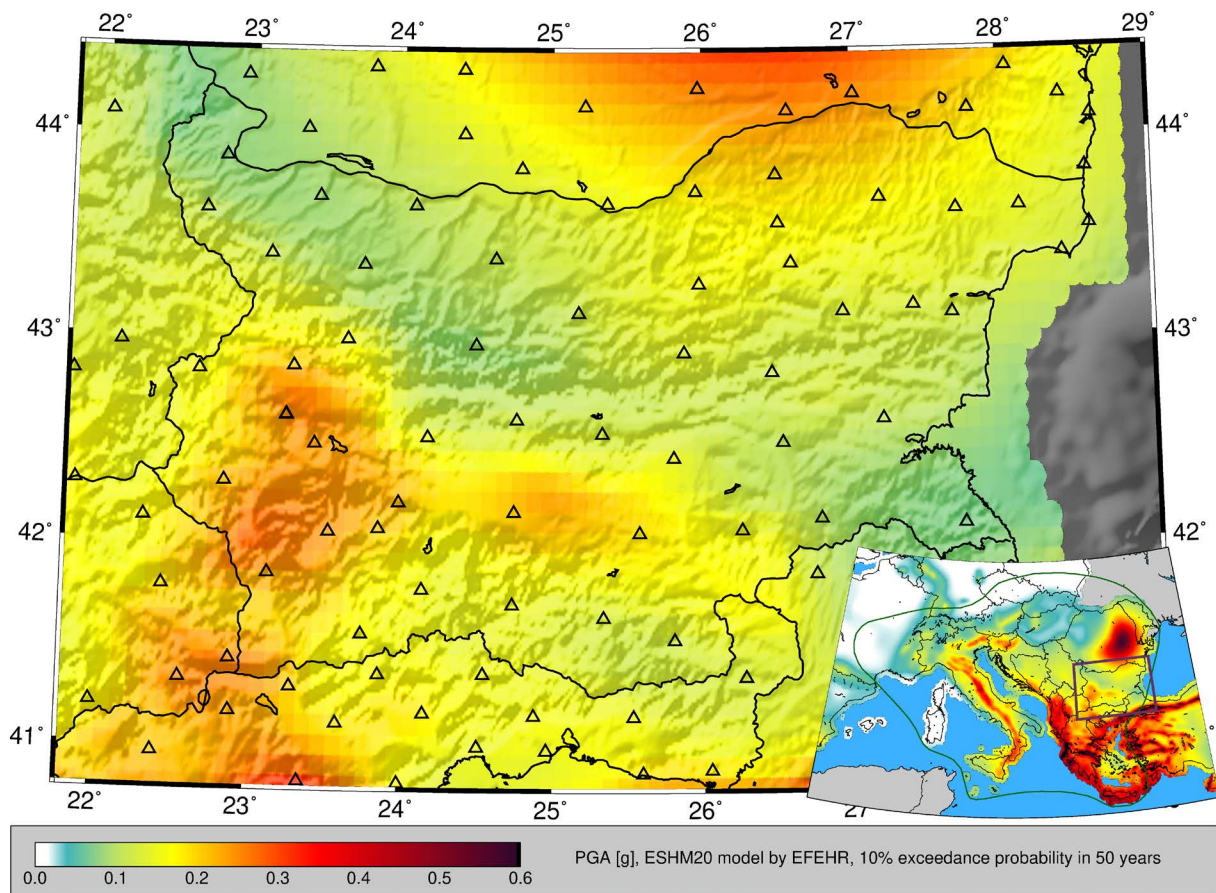 22˚ 23˚ 24˚ 25˚ 26˚ 27˚ 28˚ 29˚
44˚ 44˚
43˚ 43˚
42˚ 42˚
41˚
22˚ 23˚ 24˚ 25˚ 26˚ 27˚
PGA [g], ESHM20 model by EFEHR, 10% exceedance probability in 50 years
0.0 0.1 0.2 0.3 0.4 0.5 0.6